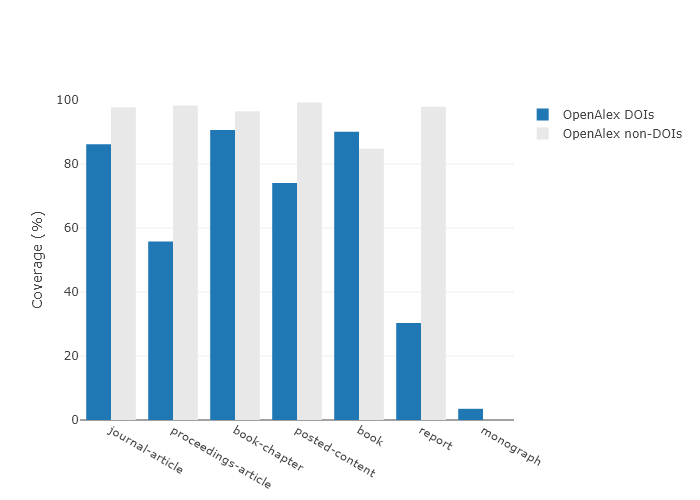 100
80
60
40
20
0
Coverage (%)
journal-article
proceedings-article
book-chapter
posted-content
book
report
monograph
OpenAlex DOIs
OpenAlex non-DOIs